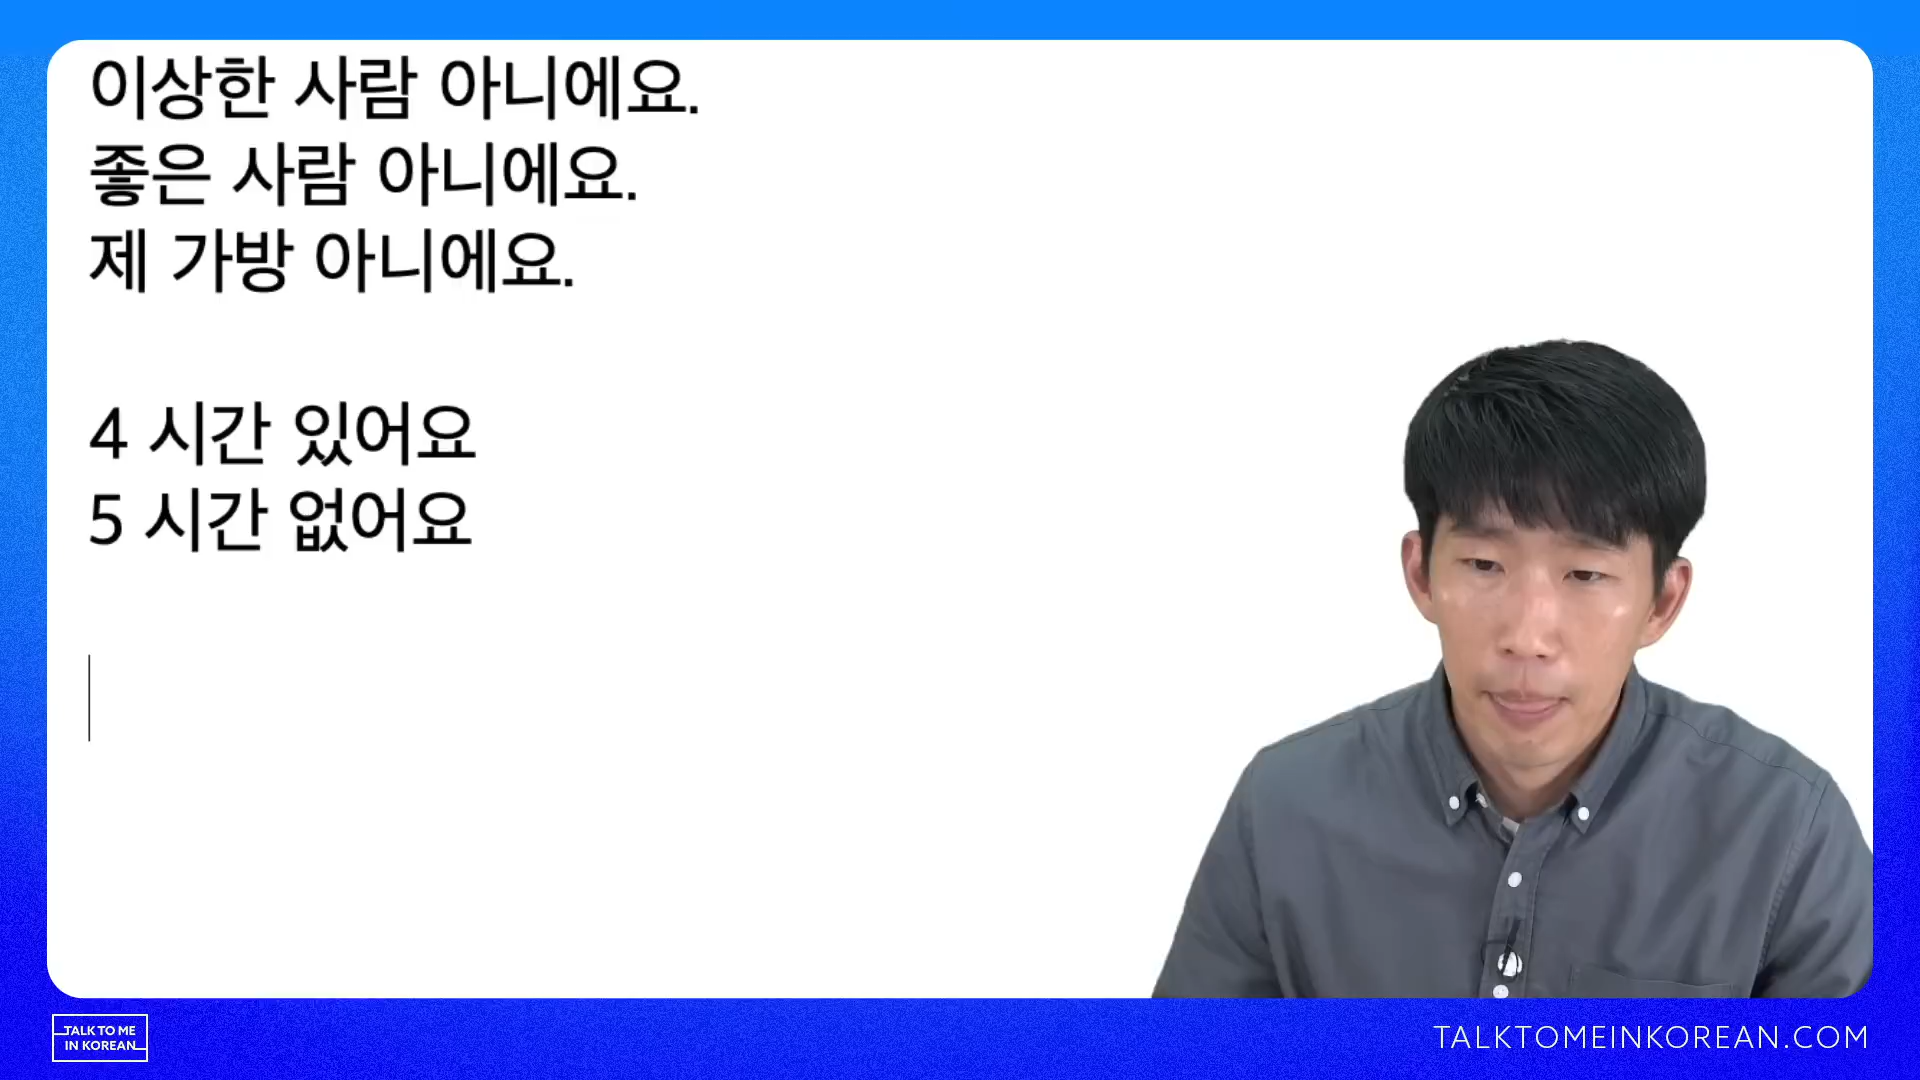 이상한 사람 아니에요.
좋은 사람 아니에요.
제 가방 아니에요.
4 시간 있어요
5 시간 없어요
TALK TO ME
IN KOREAN
TALKTOMEINKOREAN.COM